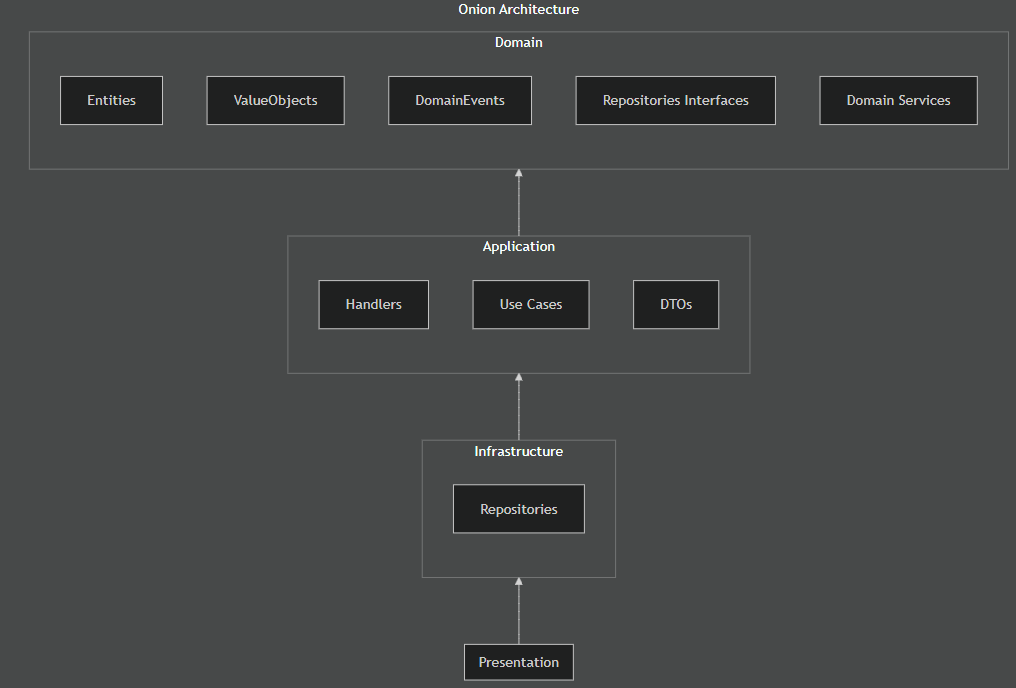 Onion Architecture
Domain
Entities
ValueObjects
DomainEvents
Repositories Interfaces
Domain Services
Application
Handlers
Use Cases
DTOs
Infrastructure
Repositories
Presentation